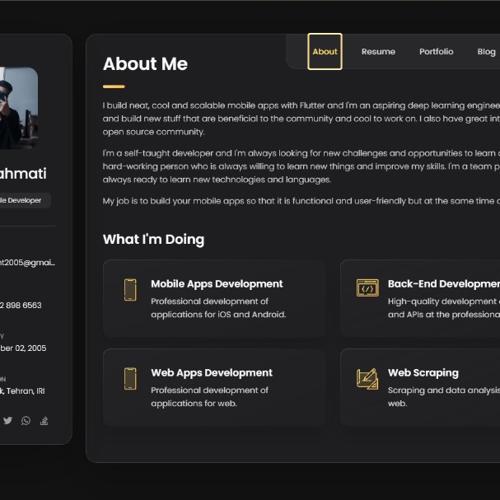 About
Resume
Portfolio
Blog
About Me
I build neat, cool and scalable mobile apps with Flutter and I'm an aspiring deep learning
and build new stuff that are beneficial to the community and cool to work on. I also have great
open source community.
I'm a self-taught developer and I'm always looking for new challenges and opportunities to learn
hard-working person who is always willing to learn new things and improve my skills. I'm a team
always ready to learn new technologies and languages.
My job is to build your mobile apps so that it is functional and user-friendly but at the same time
What I'm Doing
Mobile Apps Development
Professional development of
applications for iOS and Android.
Back-End
High-quality development
and APIs at the
Web Apps Development
Professional development of
applications for web.
Web Scraping
Scraping and data
web.
ahmati
Developer
t2005@gmai...
2 898 6563
ber 02, 2005
Tehran, IRI